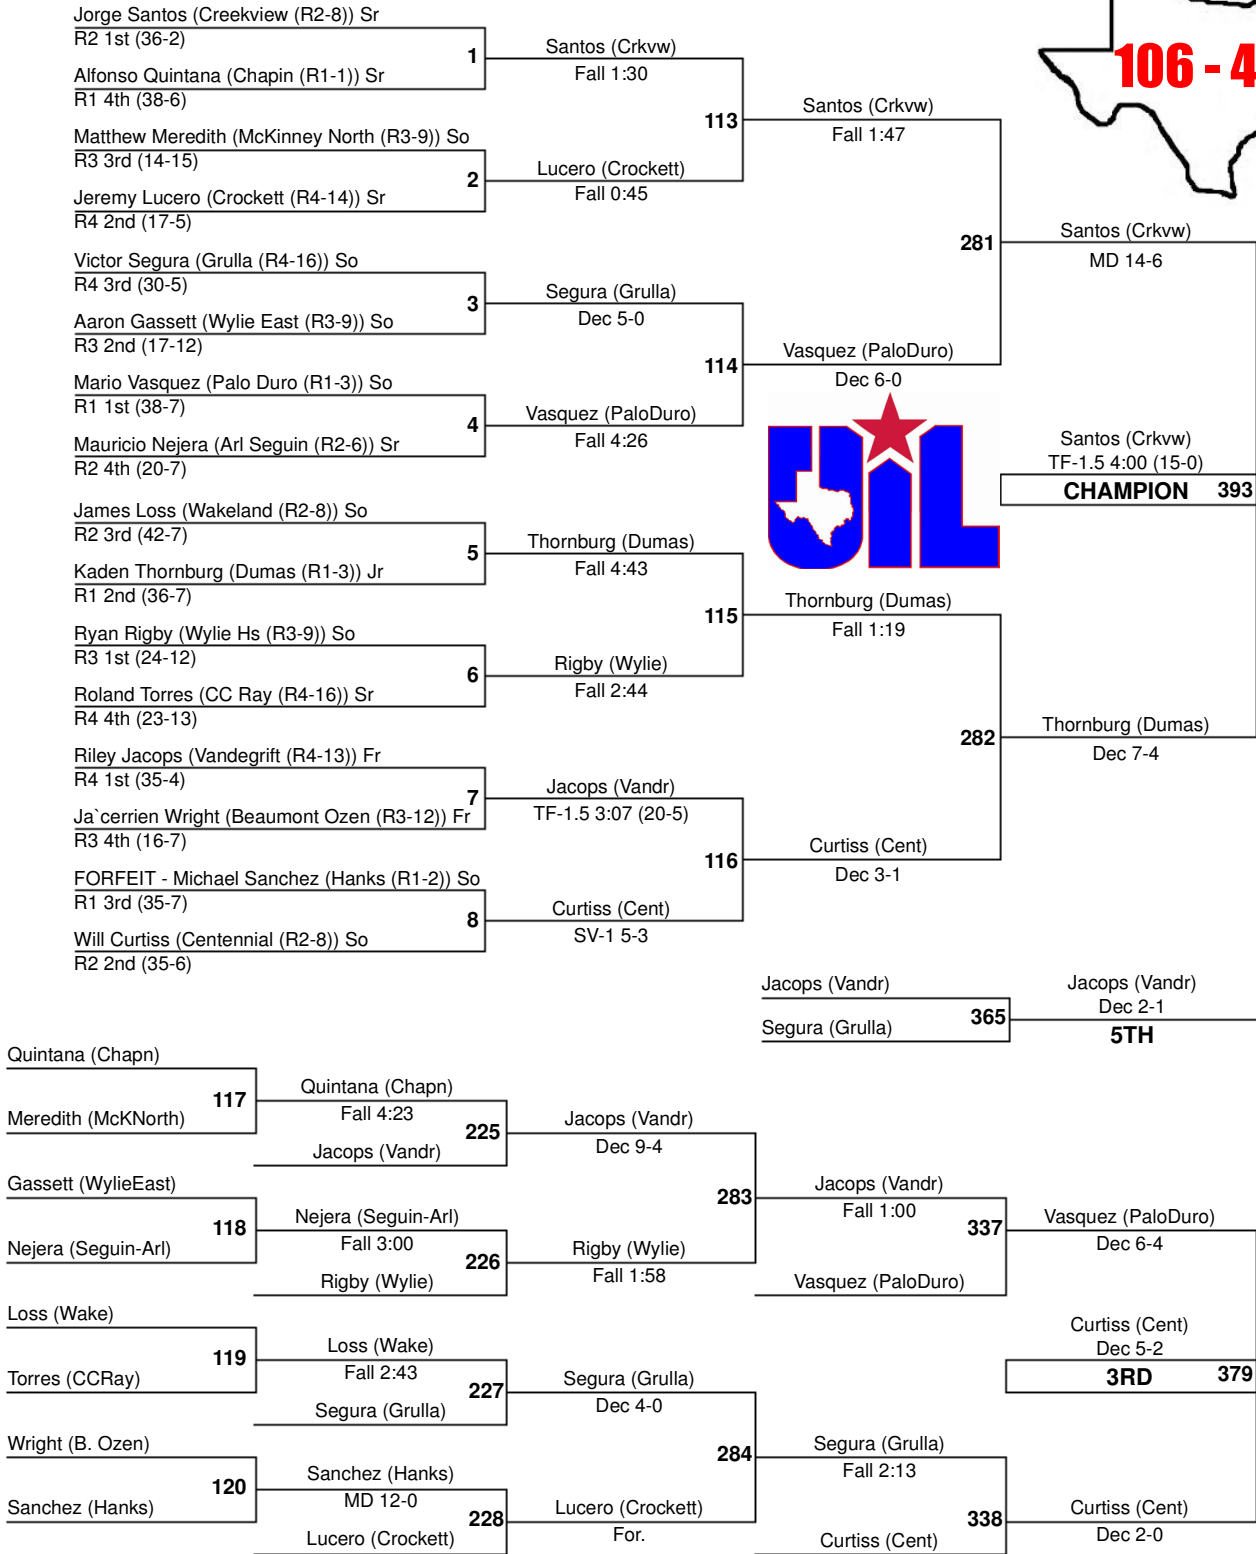 Jorge Santos (Creekview (R2-8)) Sr
R2 1st (36-2)
1
Santos (Crkvw)
Fall 1:30
Alfonso Quintana (Chapin (R1-1)) Sr
R1 4th (38-6)
106 - 4
113
Santos (Crkvw)
Fall 1:47
Matthew Meredith (McKinney North (R3-9)) So
R3 3rd (14-15)
2
Lucero (Crockett)
Fall 0:45
Jeremy Lucero (Crockett (R4-14)) Sr
R4 2nd (17-5)
281
Santos (Crkvw)
MD 14-6
Victor Segura (Grulla (R4-16)) So
R4 3rd (30-5)
3
Segura (Grulla)
Dec 5-0
Aaron Gassett (Wylie East (R3-9)) So
R3 2nd (17-12)
114
Vasquez (PaloDuro)
Dec 6-0
Mario Vasquez (Palo Duro (R1-3)) So
R1 1st (38-7)
4
Vasquez (PaloDuro)
Fall 4:26
Mauricio Nejera (Arl Seguin (R2-6)) Sr
R2 4th (20-7)
UIL
Santos (Crkvw)
TF-1.5 4:00 (15-0)
CHAMPION 393
James Loss (Wakeland (R2-8)) So
R2 3rd (42-7)
5
Thornburg (Dumas)
Fall 4:43
Kaden Thornburg (Dumas (R1-3)) Jr
R1 2nd (36-7)
115
Thornburg (Dumas)
Fall 1:19
Ryan Rigby (Wylie Hs (R3-9)) So
R3 1st (24-12)
6
Rigby (Wylie)
Fall 2:44
Roland Torres (CC Ray (R4-16)) Sr
R4 4th (23-13)
282
Thornburg (Dumas)
Dec 7-4
Riley Jacops (Vandegrift (R4-13)) Fr
R4 1st (35-4)
7
Jacops (Vandr)
TF-1.5 3:07 (20-5)
Ja`cerrien Wright (Beaumont Ozen (R3-12)) Fr
R3 4th (16-7)
116
Curtiss (Cent)
Dec 3-1
FORFEIT - Michael Sanchez (Hanks (R1-2)) So
R1 3rd (35-7)
8
Curtiss (Cent)
SV-1 5-3
Will Curtiss (Centennial (R2-8)) So
R2 2nd (35-6)
Jacops (Vandr)
365
Segura (Grulla)
Jacops (Vandr)
Dec 2-1
5TH
Quintana (Chapn)
117
Meredith (McKNorth)
Quintana (Chapn)
Fall 4:23
225
Jacops (Vandr)
Jacops (Vandr)
Dec 9-4
Gassett (WylieEast)
118
Nejera (Seguin-Arl)
Nejera (Seguin-Arl)
Fall 3:00
226
Rigby (Wylie)
Rigby (Wylie)
Fall 1:58
283
Jacops (Vandr)
Fall 1:00
337
Vasquez (PaloDuro)
Vasquez (PaloDuro)
Dec 6-4
Loss (Wake)
119
Torres (CCRay)
Loss (Wake)
Fall 2:43
227
Segura (Grulla)
Segura (Grulla)
Dec 4-0
Curtiss (Cent)
Dec 5-2
3RD 379
Wright (B. Ozen)
120
Sanchez (Hanks)
Sanchez (Hanks)
MD 12-0
228
Lucero (Crockett)
Lucero (Crockett)
For.
284
Segura (Grulla)
Fall 2:13
338
Curtiss (Cent)
Curtiss (Cent)
Dec 2-0